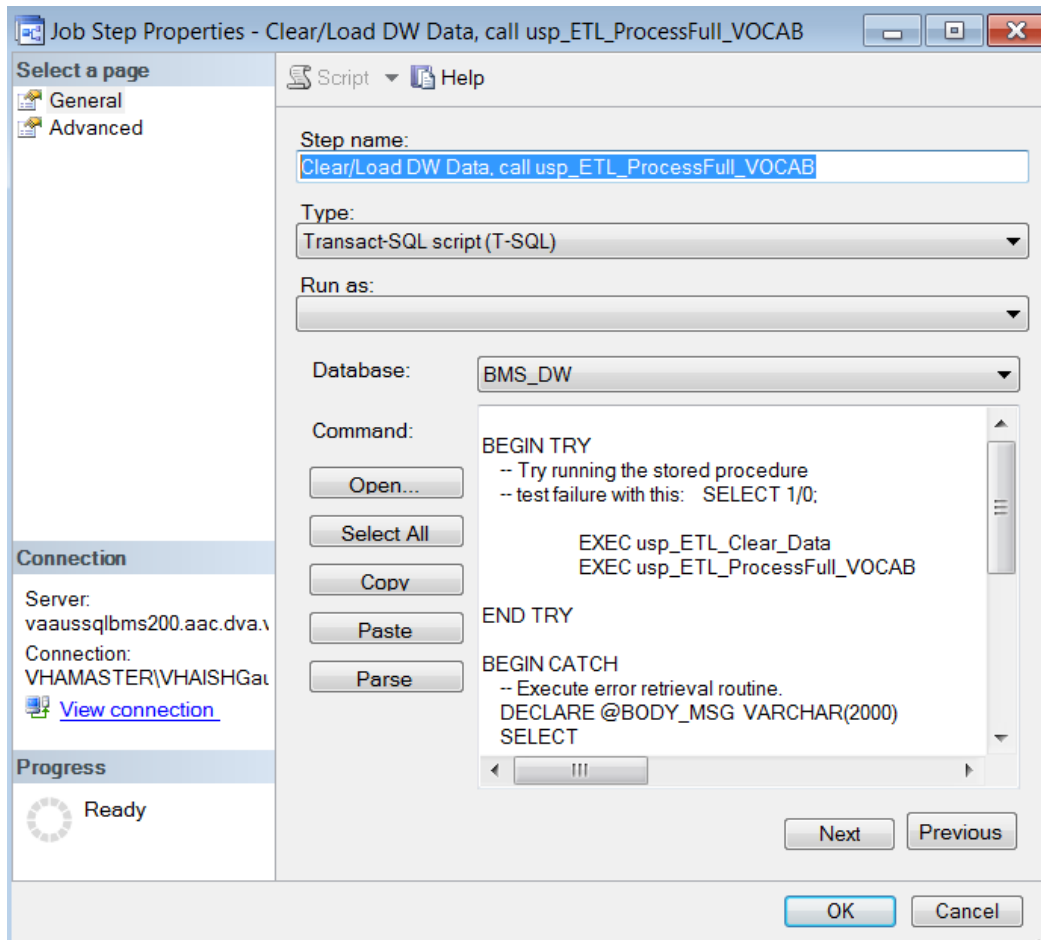 Job Step Properties - Clear/Load DW Data, call usp_ETL_ProcessFull_VOCAB
Select a page
General
Advanced
Script
Help
Step name:
Clear/Load DW Data, call usp_ETL_ProcessFull_VOCAB
Type:
Transact-SQL script (T-SQL)
Run as:
Database:
BMS_DW
Command:
Open...
Select All
Copy
Paste
Parse
BEGIN TRY
-- Try running the stored procedure
-- test failure with this: SELECT 1/0;
EXEC usp_ETL_Clear_Data
EXEC usp_ETL_ProcessFull_VOCAB
END TRY
BEGIN CATCH
-- Execute error retrieval routine.
DECLARE @BODY_MSG VARCHAR(2000)
SELECT
Connection
Server:
vaaussqlbms200.aac.dva.v
Connection:
VHAMASTER\VHAISHGau
View connection
Progress
Ready
Next
Previous
OK
Cancel